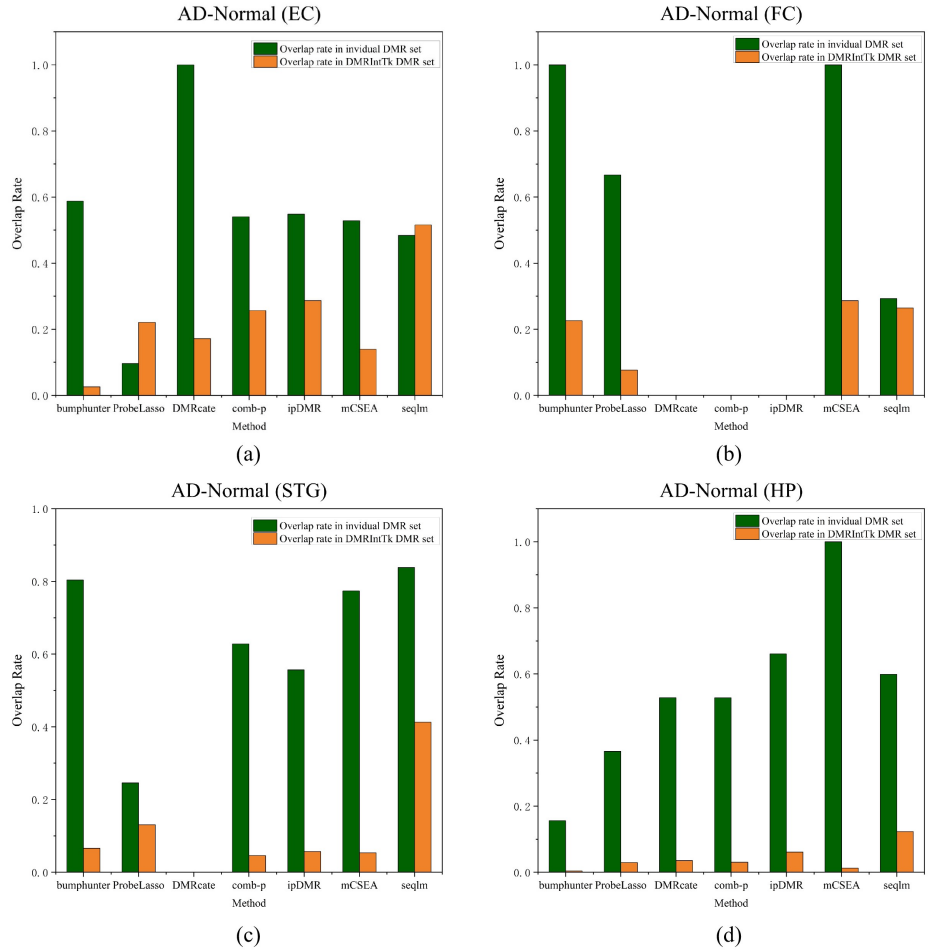 AD-Normal (EC)
Overlap rate in invidual DMR set
Overlap rate in DMRIntTk DMR set
1.0
0.8
0.6
0.4
0.2
0.0
Overlap Rate
bumphunter ProbeLasso DMRcate comb-p ipDMR mCSEA seqlm
Method
(a)
AD-Normal (FC)
Overlap rate in invidual DMR set
Overlap rate in DMRIntTk DMR set
1.0
0.8
0.6
0.4
0.2
0.0
Overlap Rate
bumphunter ProbeLasso DMRcate comb-p ipDMR mCSEA seqlm
Method
(b)
AD-Normal (STG)
Overlap rate in invidual DMR set
Overlap rate in DMRIntTk DMR set
1.0
0.8
0.6
0.4
0.2
0.0
Overlap Rate
bumphunter ProbeLasso DMRcate comb-p ipDMR mCSEA seqlm
Method
(c)
AD-Normal (HP)
Overlap rate in invidual DMR set
Overlap rate in DMRIntTk DMR set
1.0
0.8
0.6
0.4
0.2
0.0
Overlap Rate
bumphunter ProbeLasso DMRcate comb-p ipDMR mCSEA seqlm
Method
(d)